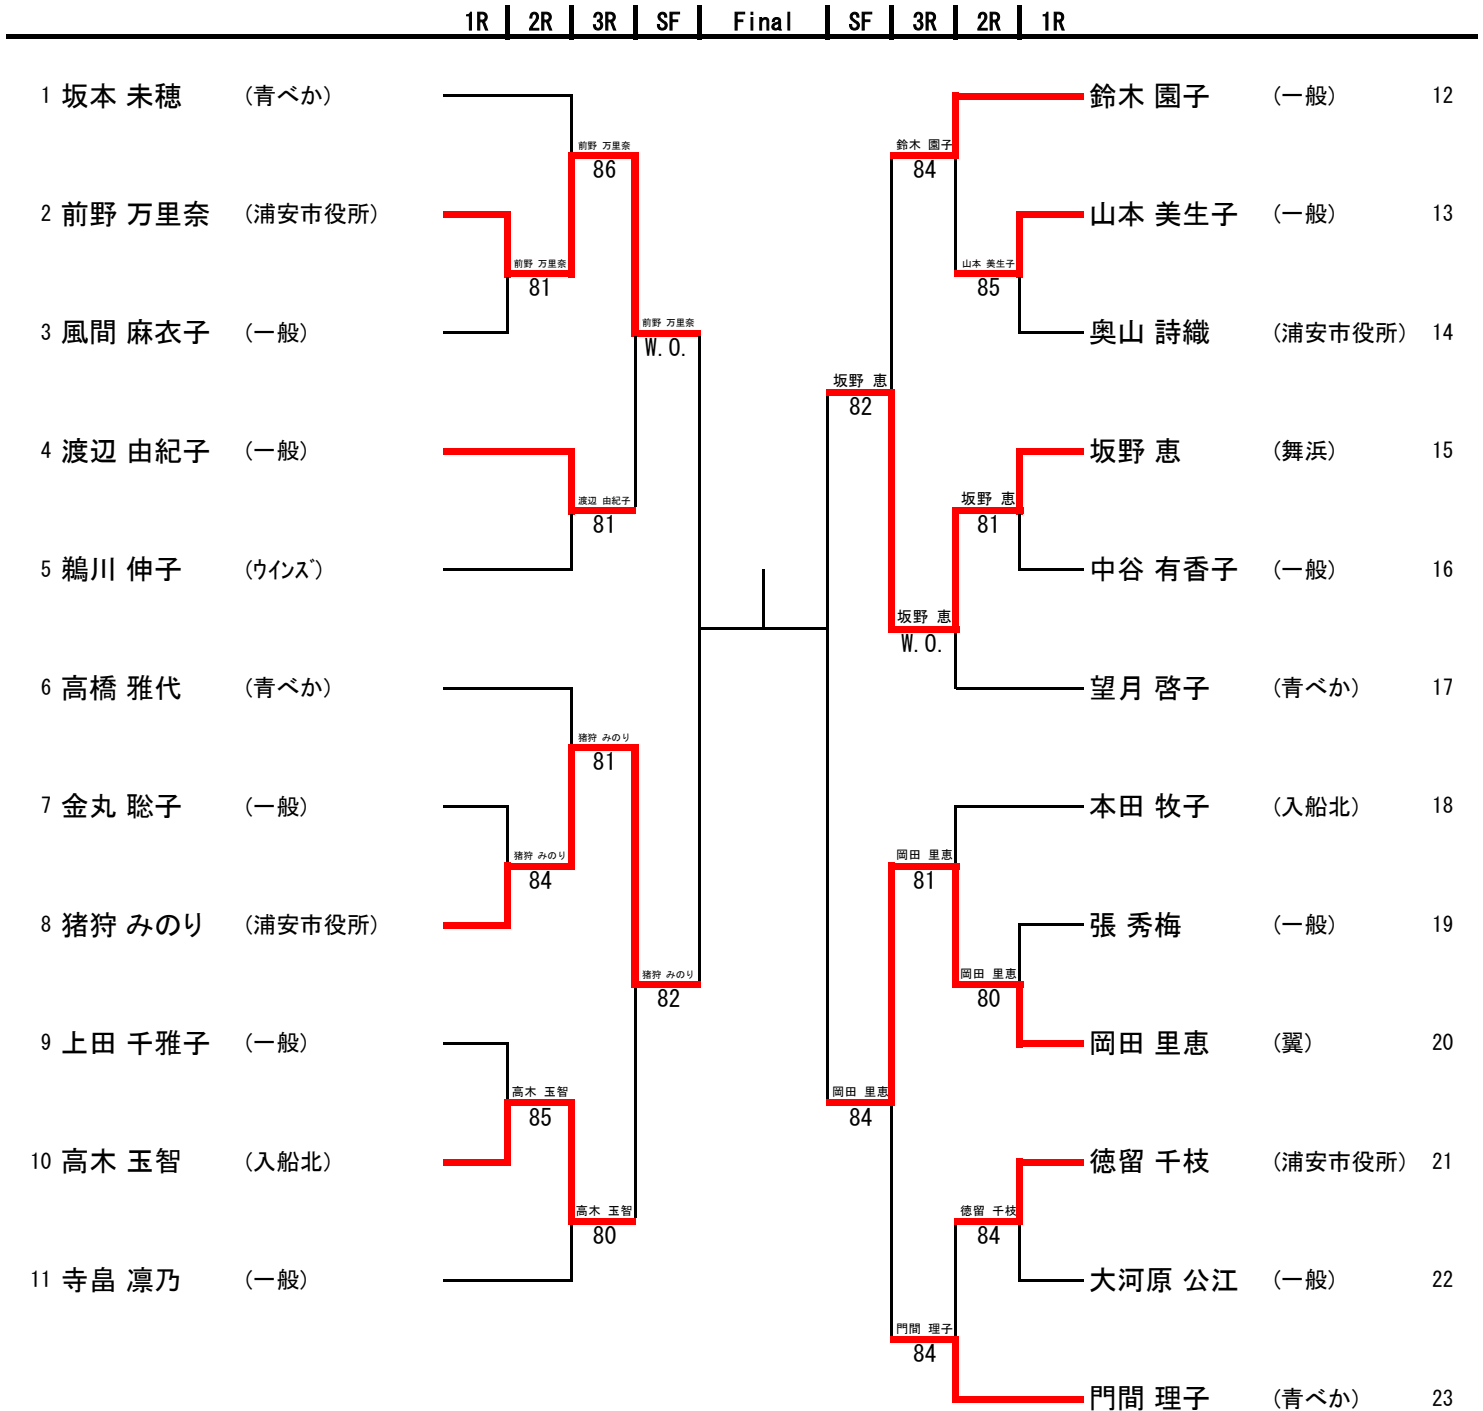 1R 2R 3R SF Final SF 3R 2R 1R
1 坂本 未穂 (青べか) 鈴木 園子 (一般) 12
前野 万里奈 鈴木 園子
86 84
2 前野 万里奈 (浦安市役所) 山本 美生子 (一般) 13
前野 万里奈 山本 美生子
81 85
3 風間 麻衣子 (一般) 前野 万里奈 奥山 詩織 (浦安市役所) 14
W.O.
坂野 恵
82
4 渡辺 由紀子 (一般) 坂野 恵 (舞浜) 15
渡辺 由紀子 坂野 恵
81 81
5 鵜川 伸子 (ウインズ) 中谷 有香子 (一般) 16
坂野 恵
W.O.
6 高橋 雅代 (青べか) 望月 啓子 (青べか) 17
猪狩 みのり
81
7 金丸 聡子 (一般) 本田 牧子 (入船北) 18
猪狩 みのり 岡田 里恵
84 81
8 猪狩 みのり (浦安市役所) 張 秀梅 (一般) 19
猪狩 みのり 岡田 里恵
82 80
9 上田 千雅子 (一般) 岡田 里恵 (翼) 20
高木 玉智 岡田 里恵
85 84
10 高木 玉智 (入船北) 徳留 千枝 (浦安市役所) 21
高木 玉智 徳留 千枝
80 84
11 寺畠 凛乃 (一般) 大河原 公江 (一般) 22
門間 理子
84
門間 理子 (青べか) 23